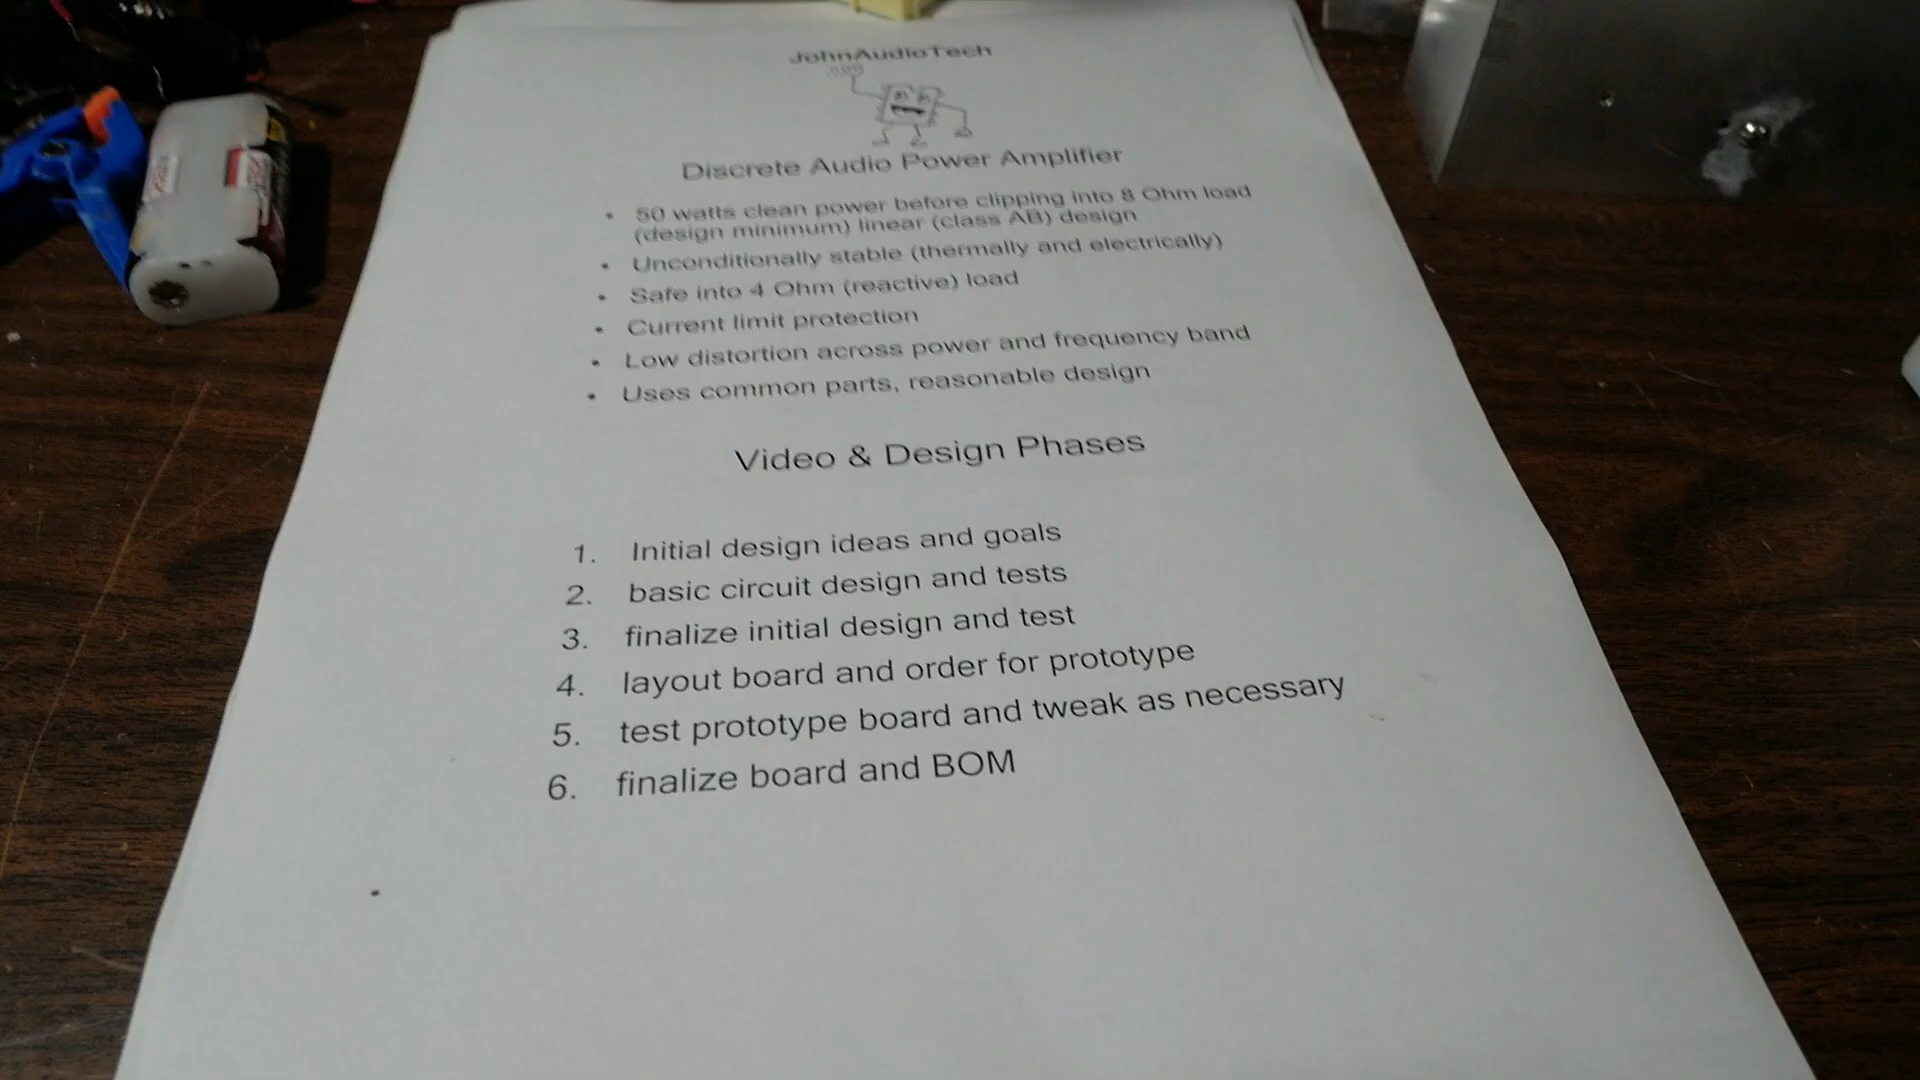 JohnAudioTech
Discrete Audio Power Amplifier
• 50 watts clean power before clipping into 8 Ohm load
(design minimum) linear (class AB) design
• Unconditionally stable (thermally and electrically)
• Safe into 4 Ohm (reactive) load
• Current limit protection
• Low distortion across power and frequency band
• Uses common parts, reasonable design
Video & Design Phases
1. Initial design ideas and goals
2. basic circuit design and tests
3. finalize initial design and test
4. layout board and order for prototype
5. test prototype board and tweak as necessary
6. finalize board and BOM